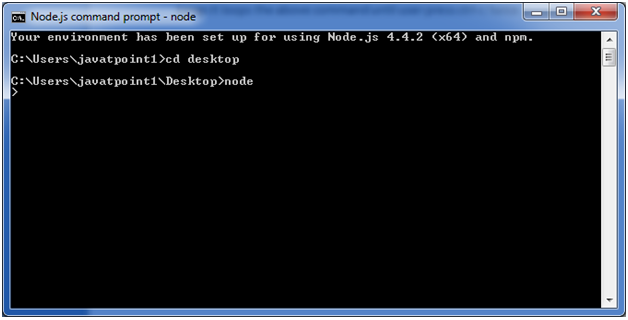 Node.js command prompt - node
Your environment has been set up for using Node.js 4.4.2 (x64) and npm.
C:\Users\javatpoint1>cd desktop
C:\Users\javatpoint1\Desktop>node
>